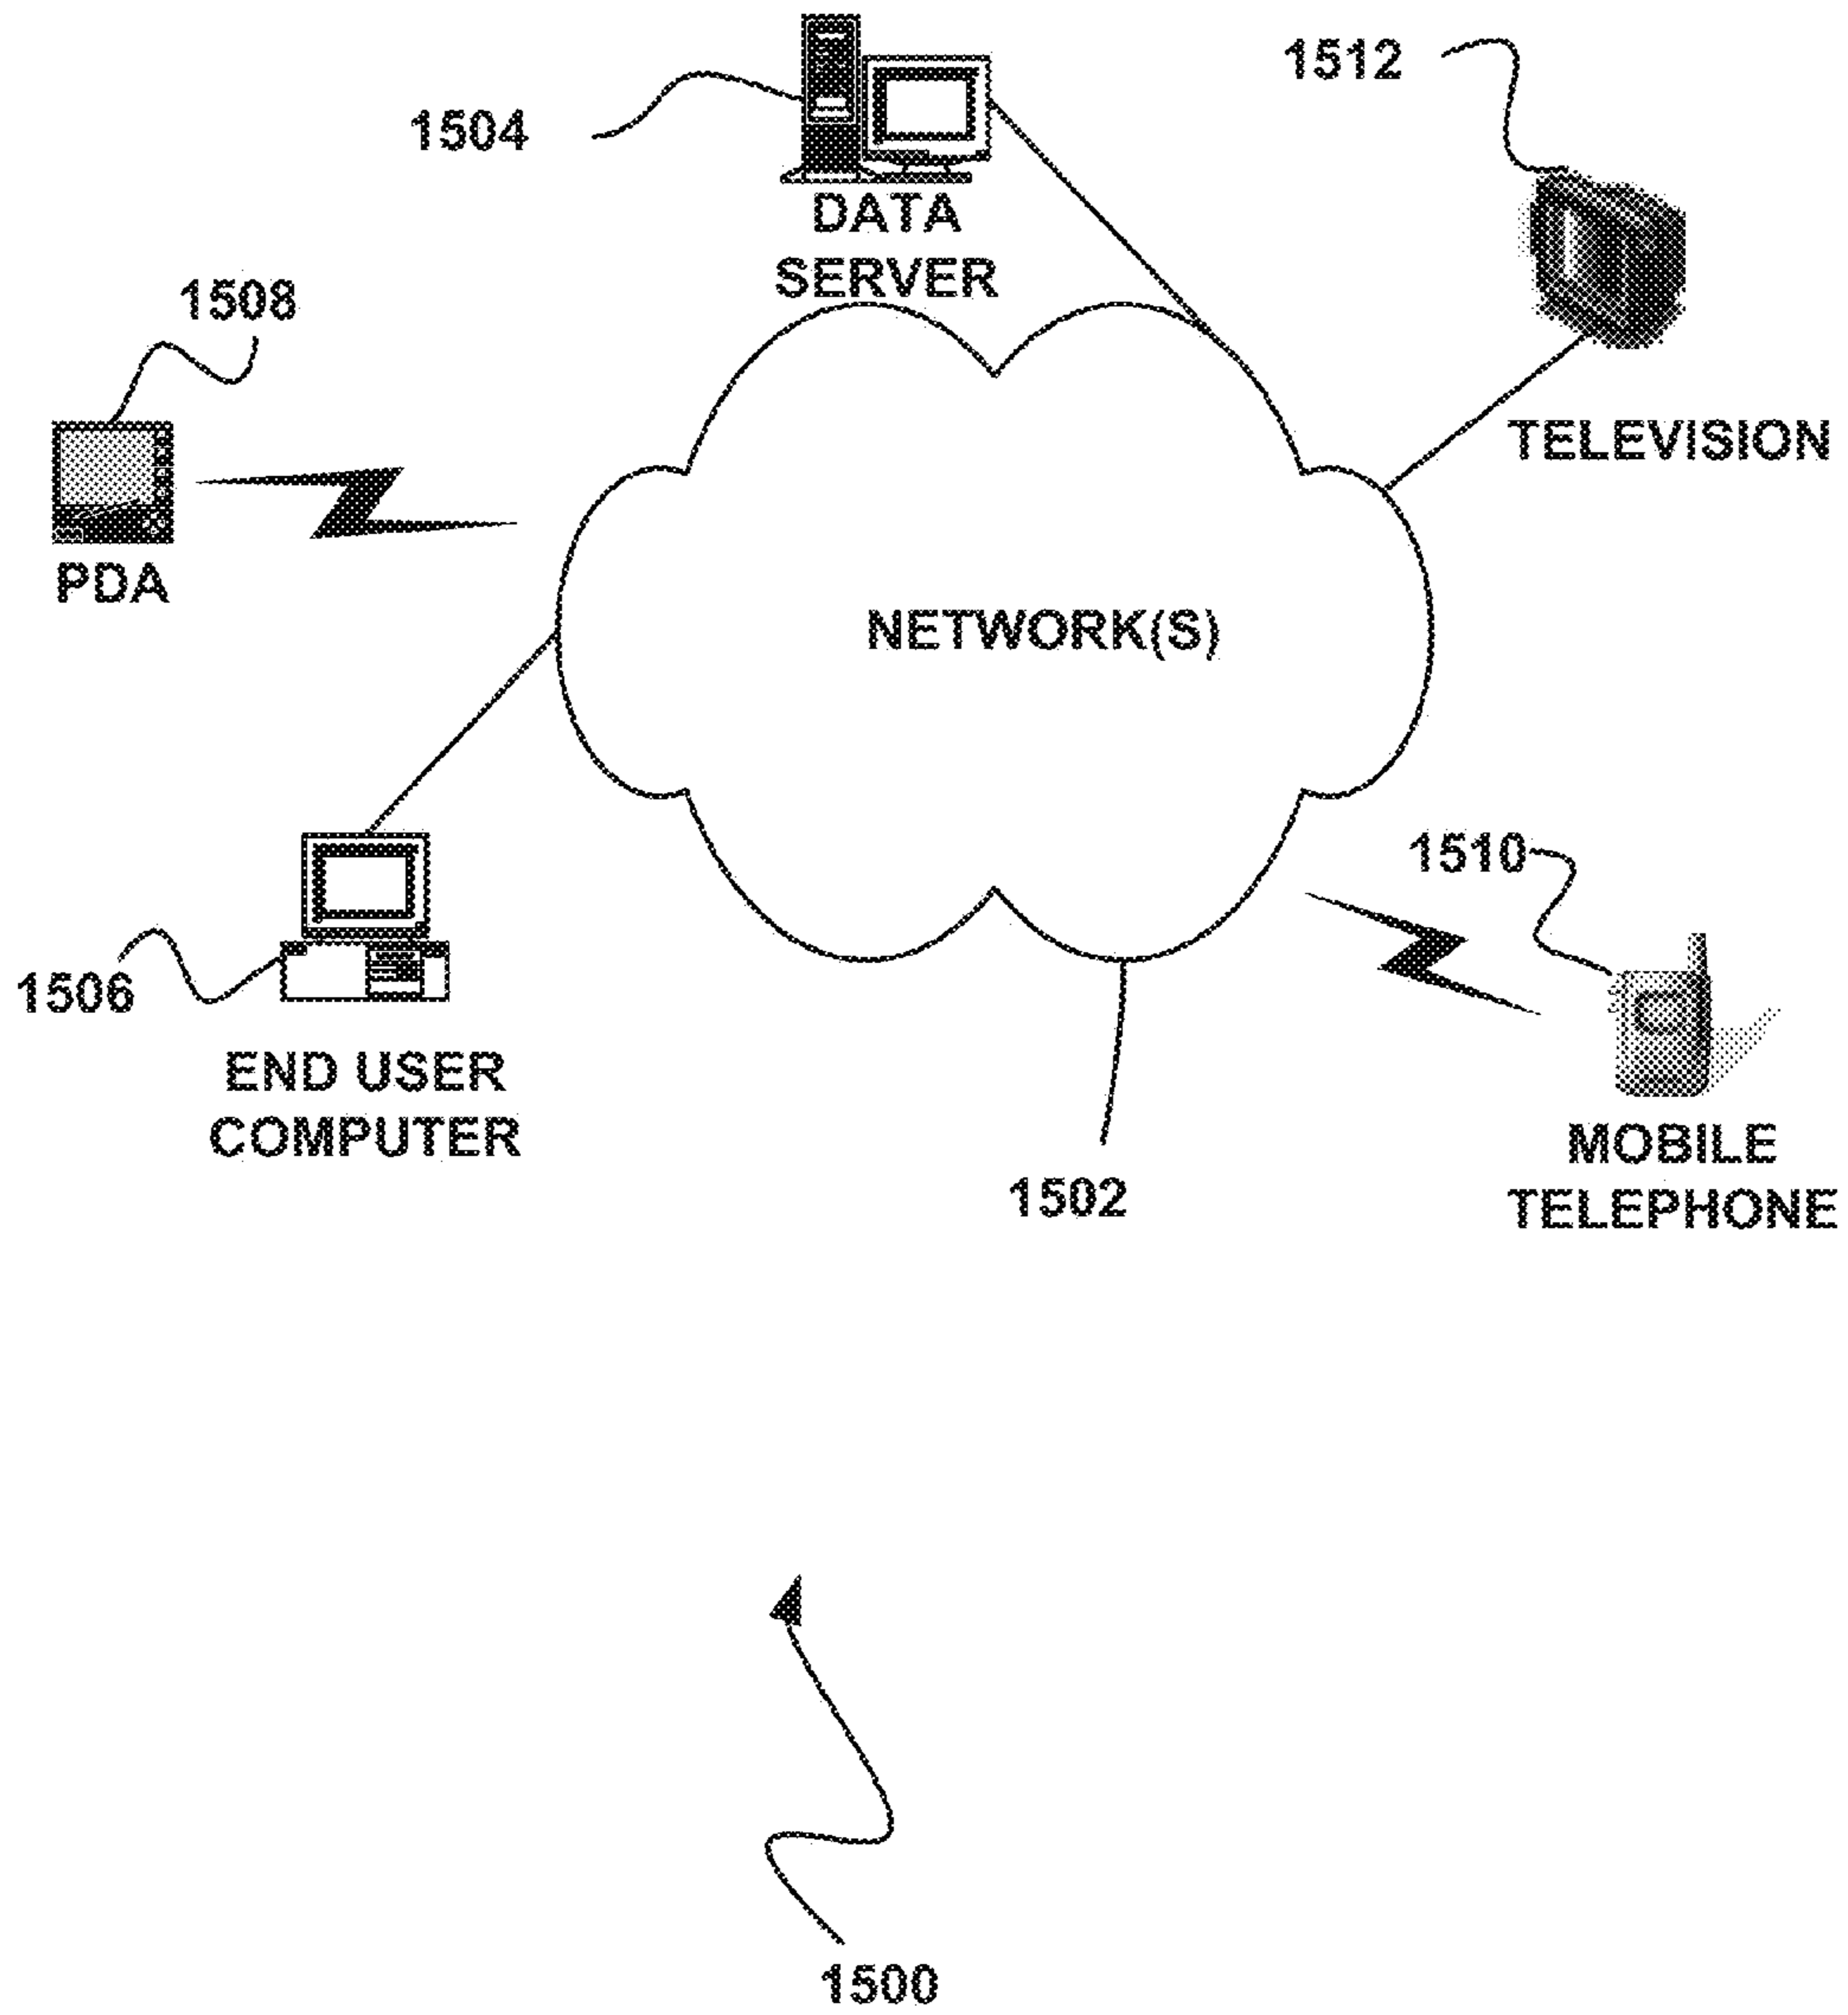 1512
1504
DATA
SERVER
1508
TELEVISION
PDA
NETWORK(S)
1510
1506
END USER
COMPUTER
MOBILE
TELEPHONE
1502
1500